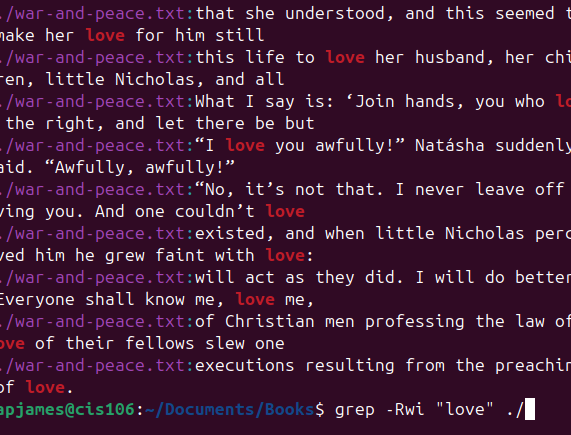 ./war-and-peace.txt:that she understood, and this seemed t
make her love for him still
./war-and-peace.txt:this life to love her husband, her chi
ren, little Nicholas, and all
./war-and-peace.txt:What I say is: ‘Join hands, you who lo
the right, and let there be but
./war-and-peace.txt:“I love you awfully!” Natásha suddenly
aid. “Awfully, awfully!”
./war-and-peace.txt:“No, it’s not that. I never leave off
ving you. And one couldn’t love
./war-and-peace.txt:existed, and when little Nicholas perc
ved him he grew faint with love:
./war-and-peace.txt:will act as they did. I will do better
Everyone shall know me, love me,
./war-and-peace.txt:of Christian men professing the law of
ove of their fellows slew one
./war-and-peace.txt:executions resulting from the preachin
of love.
apjames@cis106:~/Documents/Books$ grep -Rwi "love" ./